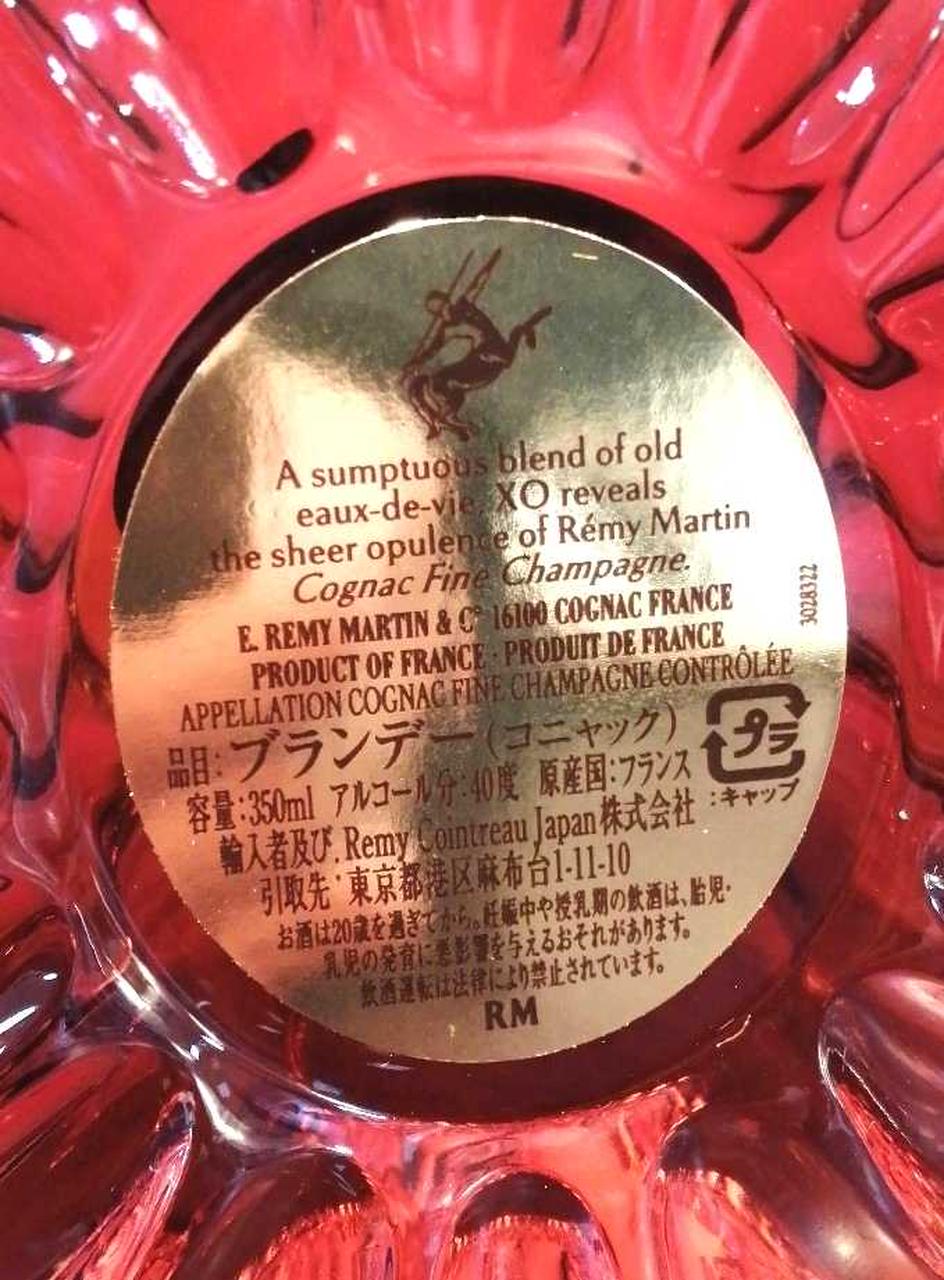 A sumptuous blend of old
eaux-de-vie, XO reveals
the sheer opulence of Rémy Martin
Cognac Fine Champagne.
E. REMY MARTIN & C° 16100 COGNAC FRANCE
PRODUCT OF FRANCE · PRODUIT DE FRANCE
APPELLATION COGNAC FINE CHAMPAGNE CONTRÔLÉE
品目: ブランデー(コニャック)
容量:350ml アルコール分:40度 原産国:フランス
輸入者及び: Remy Cointreau Japan株式会社
引取先:東京都港区麻布台1-11-10
お酒は20歳を過ぎてから。妊娠中や授乳期の飲酒は、胎児・
乳児の発育に悪影響を与えるおそれがあります。
飲酒運転は法律により禁止されています。
RM
プラ
:キャップ
3028322